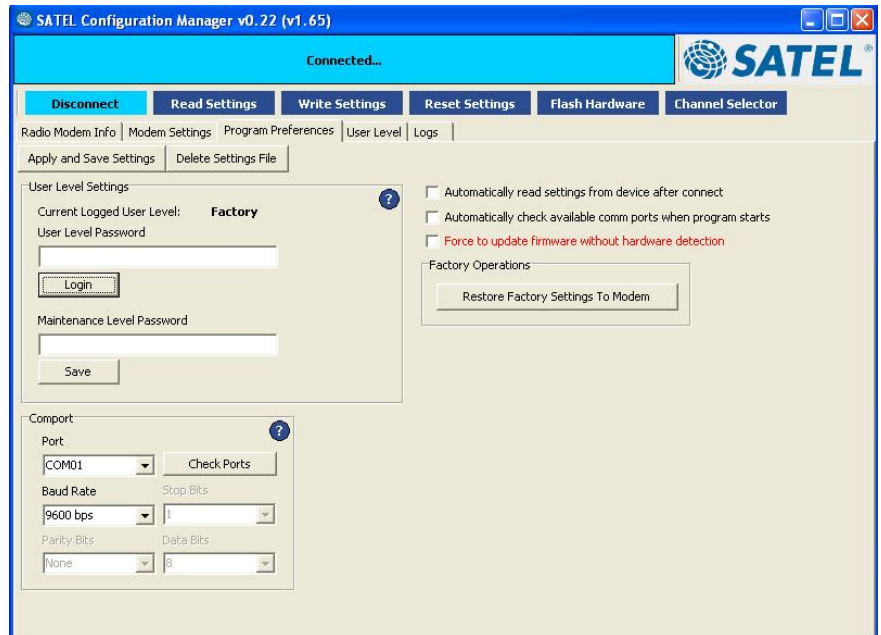 SATEL Configuration Manager v0.22 (v1.65)
Connected...
SATEL®
Disconnect Read Settings Write Settings Reset Settings Flash Hardware Channel Selector
Radio Modem Info Modem Settings Program Preferences User Level Logs
Apply and Save Settings Delete Settings File
User Level Settings
?
Current Logged User Level: Factory
User Level Password
Login
Maintenance Level Password
Save
Automatically read settings from device after connect
Automatically check available comm ports when program starts
Force to update firmware without hardware detection
Factory Operations
Restore Factory Settings To Modem
Comport
?
Port
COM01 Check Ports
Baud Rate Stop Bits
9600 bps 1
Parity Bits Data Bits
None 8